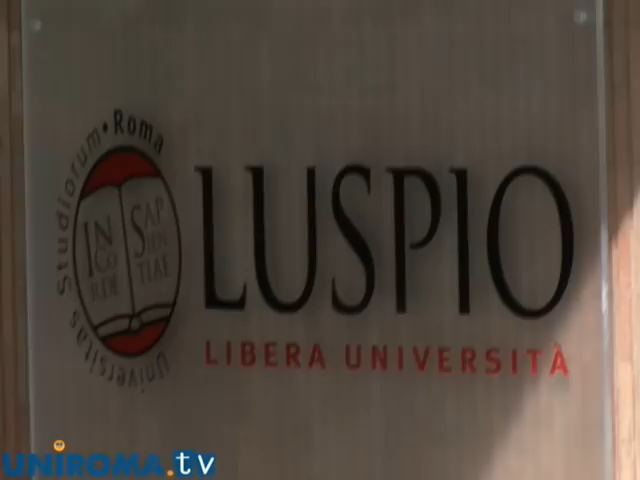 Universitas Studiorum • Roma
IN
CO
RDE
SAP
IEN
TIAE
LUSPIO
LIBERA UNIVERSITÀ
UNIROMA.tv